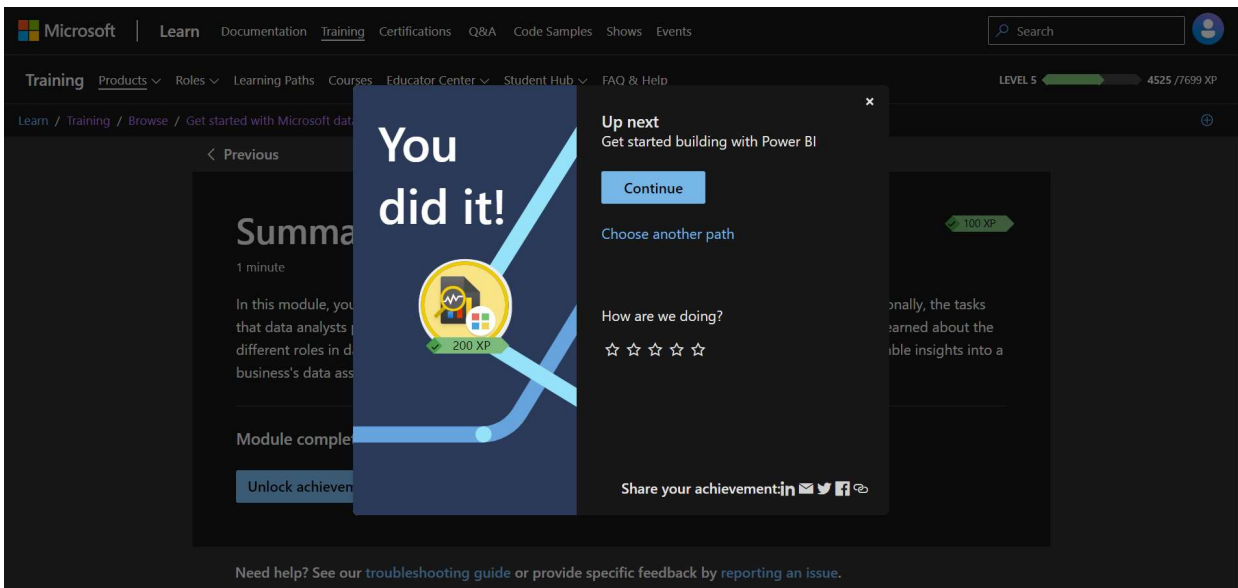 Microsoft
Learn
Documentation
Training
Certifications
Q&A
Code Samples
Shows
Events
Search
Training
Products
Roles
Learning Paths
Courses
Educator Center
Student Hub
FAQ & Help
LEVEL 5
4525 /7699 XP
Learn / Training / Browse / Get started with Microsoft dat
Previous
Summa
100 XP
1 minute
In this module, you
onally, the tasks
that data analysts
earned about the
different roles in d
ble insights into a
business's data ass
Module comple
Unlock achievem
You
did it!
200 XP
×
Up next
Get started building with Power BI
Continue
Choose another path
How are we doing?
Share your achievement:
Need help? See our troubleshooting guide or provide specific feedback by reporting an issue.